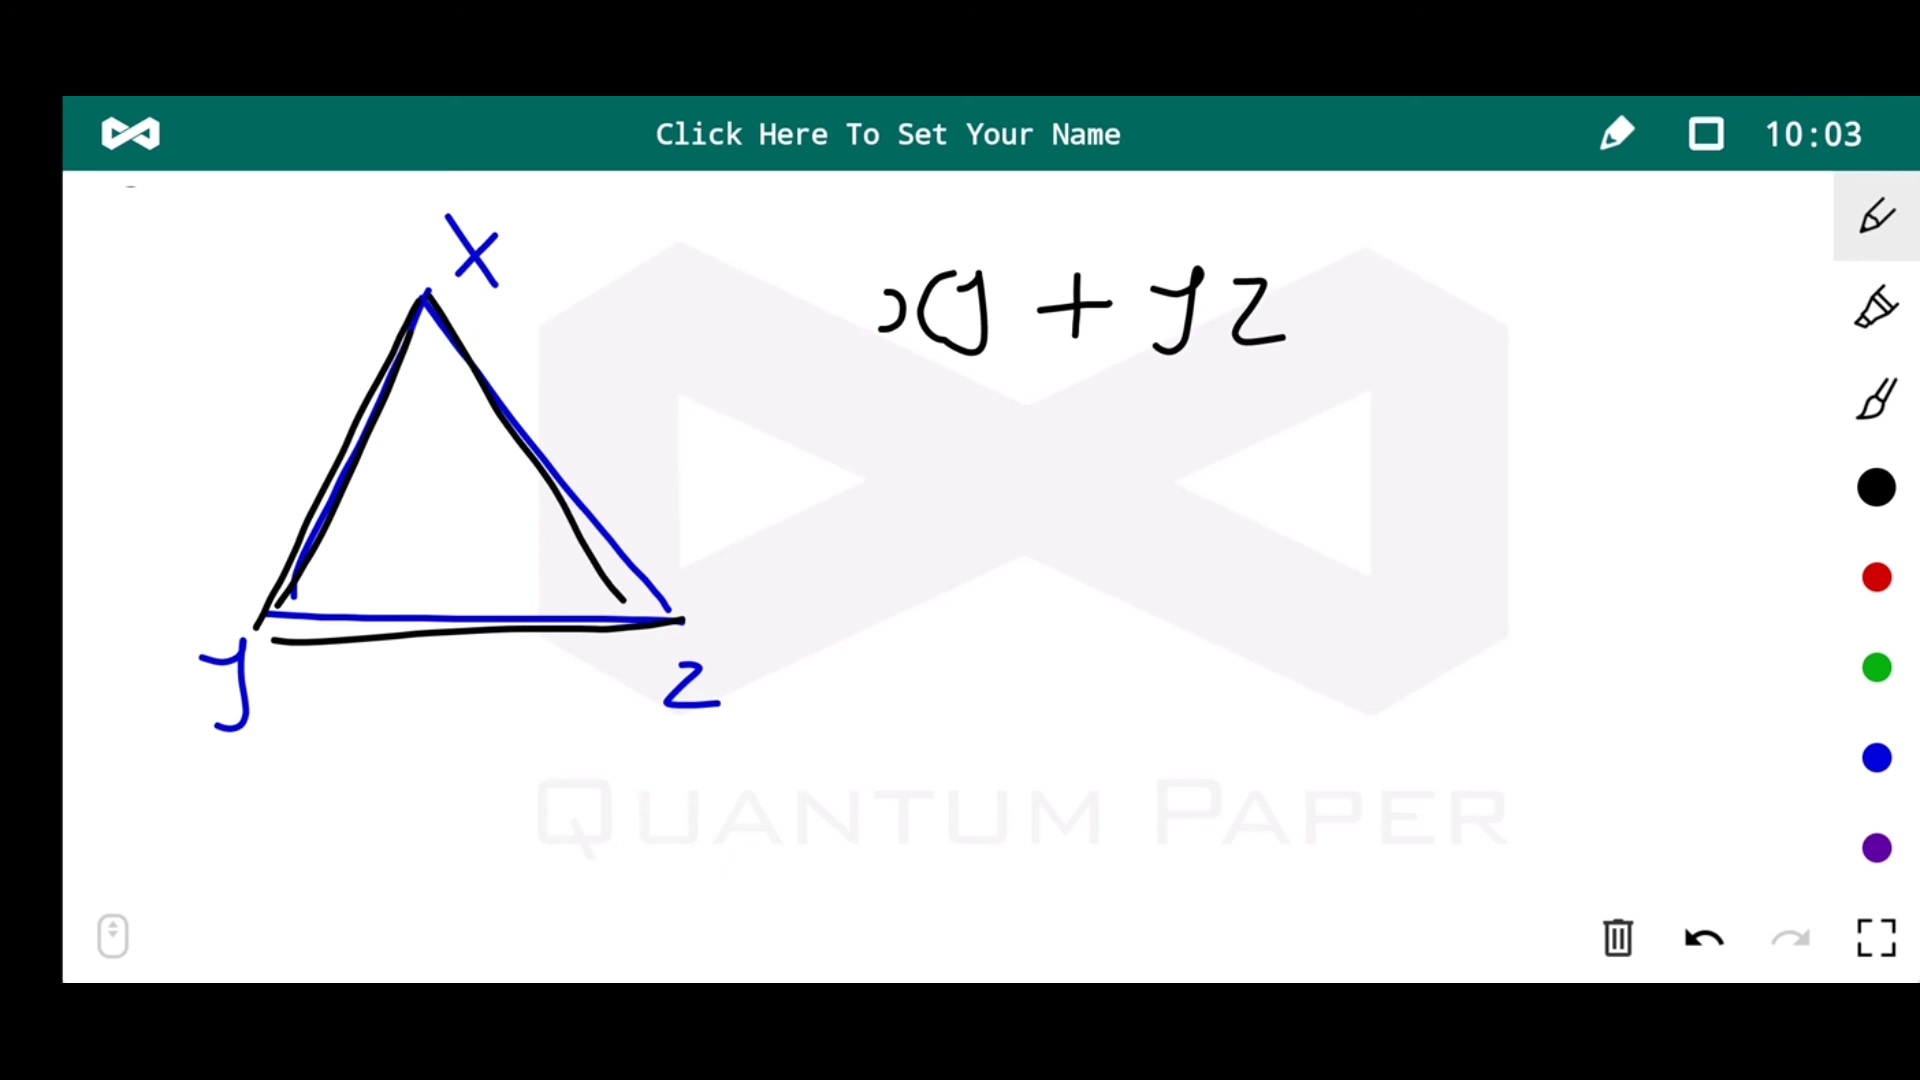 Click Here To Set Your Name
10:03
X
xy + yz
y
z
QUANTUM PAPER